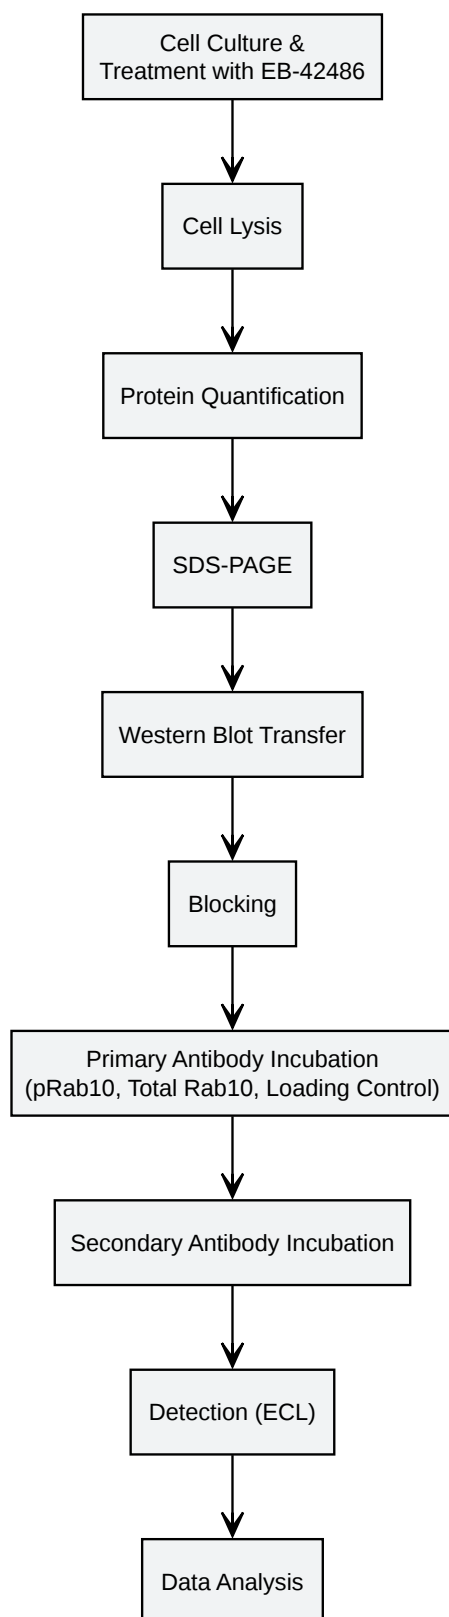 Cell Culture &
Treatment with EB-42486
Cell Lysis
Protein Quantification
SDS-PAGE
Western Blot Transfer
Blocking
Primary Antibody Incubation
(pRab10, Total Rab10, Loading Control)
Secondary Antibody Incubation
Detection (ECL)
Data Analysis